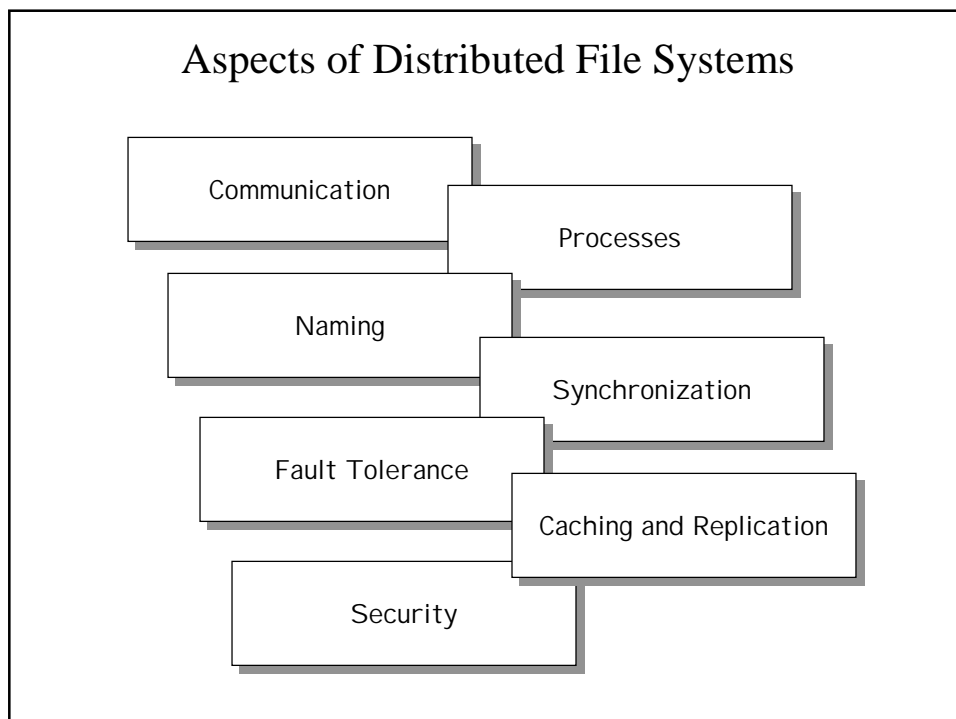 Aspects of Distributed File Systems
Communication
Processes
Naming
Synchronization
Fault Tolerance
Caching and Replication
Security